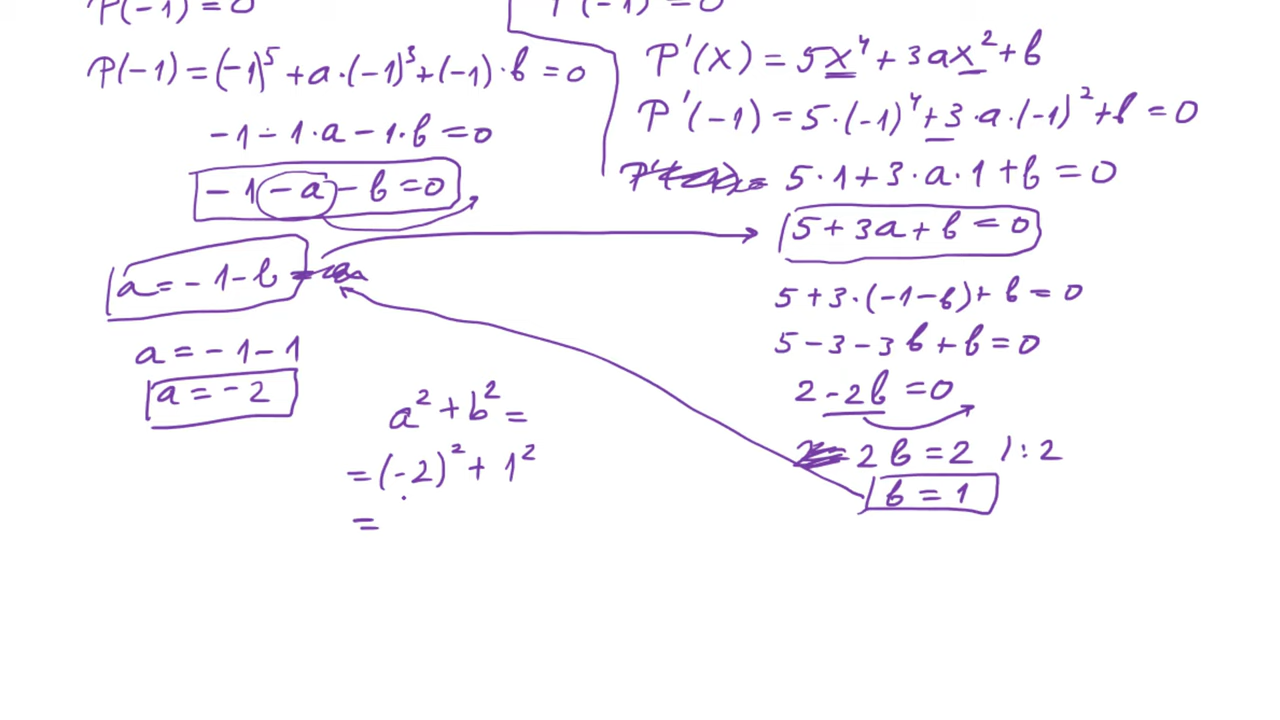 P(-1)=0
P(-1)=(-1)^5+a·(-1)^3+(-1)·b=0
-1-1·a-1·b=0
-1-a-b=0
a=-1-b
a=-1-1
a=-2
a^2+b^2=
=(-2)^2+1^2
=
P'(-1)=0
P'(x)=5x^4+3ax^2+b
P'(-1)=5·(-1)^4+3·a·(-1)^2+b=0
5·1+3·a·1+b=0
5+3a+b=0
5+3·(-1-b)+b=0
5-3-3b+b=0
2-2b=0
2b=2 /:2
b=1